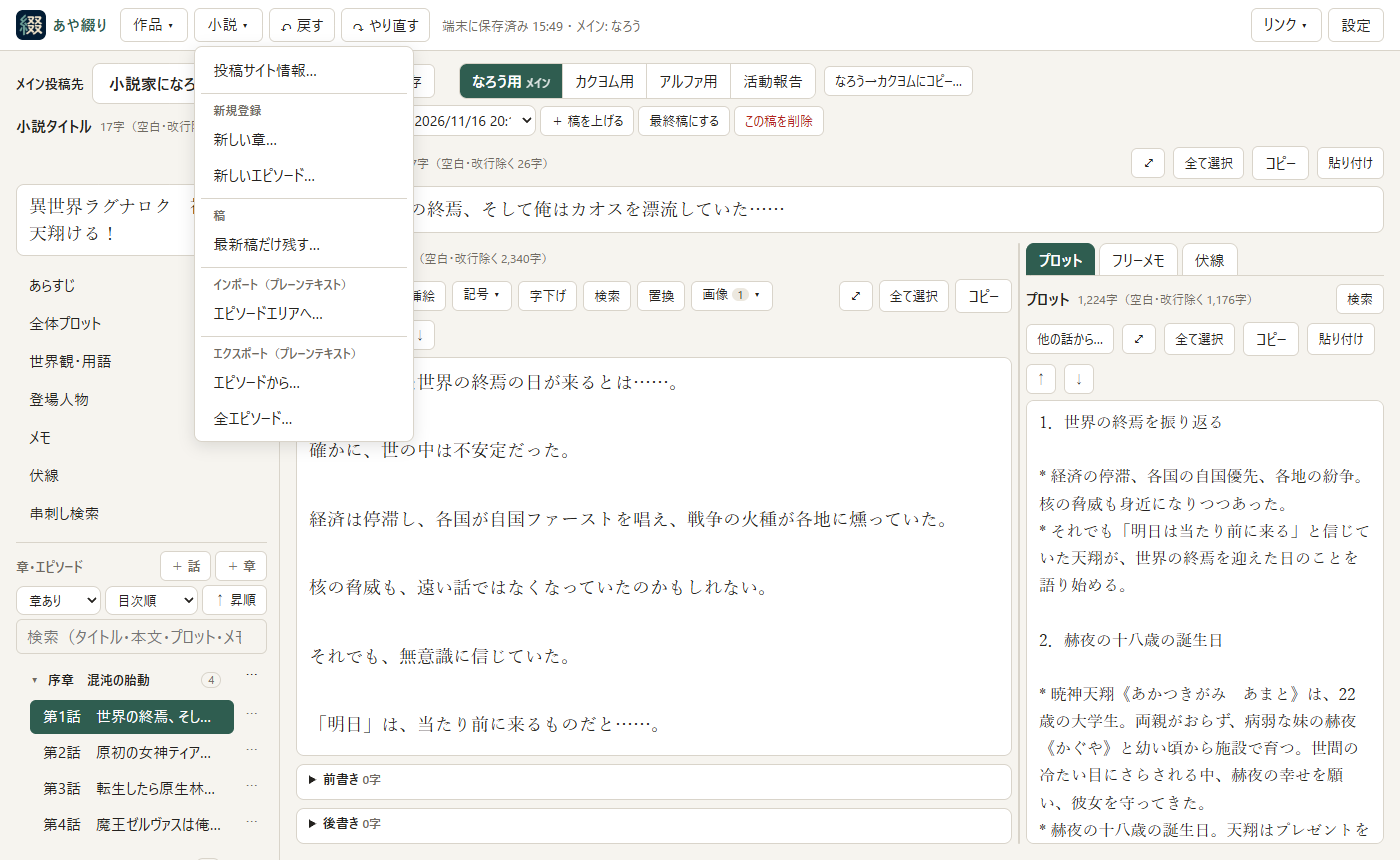 綴 あや綴り 作品 ▾ 小説 ▾ ↶ 戻す ↷ やり直す 端末に保存済み 15:49・メイン: なろう リンク ▾ 設定
投稿サイト情報...
新規登録
新しい章...
新しいエピソード...
稿
最新稿だけ残す...
インポート（プレーンテキスト）
エピソードエリアへ...
エクスポート（プレーンテキスト）
エピソードから...
全エピソード...
メイン投稿先 小説家になろ
小説タイトル 17字（空白・改行除
異世界ラグナロク
天翔ける！
あらすじ
全体プロット
世界観・用語
登場人物
メモ
伏線
串刺し検索
章・エピソード ＋ 話 ＋ 章
章あり 目次順 ↑ 昇順
検索（タイトル・本文・プロット・メモ
▾ 序章　混沌の胎動 4 …
第1話　世界の終焉、そし... …
第2話　原初の女神ティア... …
第3話　転生したら原生林... …
第4話　魔王ゼルヴァスは俺... …
なろう用 メイン カクヨム用 アルファ用 活動報告 なろう→カクヨムにコピー...
2026/11/16 20: ＋ 稿を上げる 最終稿にする この稿を削除
7字（空白・改行除く26字） ⤢ 全て選択 コピー 貼り付け
の終焉、そして俺はカオスを漂流していた……
（空白・改行除く2,340字）
挿絵 記号 ▾ 字下げ 検索 置換 画像 1 ▾ ⤢ 全て選択 コピー
↓
世界の終焉の日が来るとは……。
確かに、世の中は不安定だった。
経済は停滞し、各国が自国ファーストを唱え、戦争の火種が各地に燻っていた。
核の脅威も、遠い話ではなくなっていたのかもしれない。
それでも、無意識に信じていた。
「明日」は、当たり前に来るものだと……。
▶ 前書き 0字
▶ 後書き 0字
プロット フリーメモ 伏線
プロット 1,224字（空白・改行除く1,176字） 検索
他の話から... ⤢ 全て選択 コピー 貼り付け
↑ ↓
1．世界の終焉を振り返る
* 経済の停滞、各国の自国優先、各地の紛争。
核の脅威も身近になりつつあった。
* それでも「明日は当たり前に来る」と信じて
いた天翔が、世界の終焉を迎えた日のことを
語り始める。
2．赫夜の十八歳の誕生日
* 暁神天翔《あかつきがみ　あまと》は、22
歳の大学生。両親がおらず、病弱な妹の赫夜
《かぐや》と幼い頃から施設で育つ。世間の
冷たい目にさらされる中、赫夜の幸せを願
い、彼女を守ってきた。
* 赫夜の十八歳の誕生日。天翔はプレゼントを